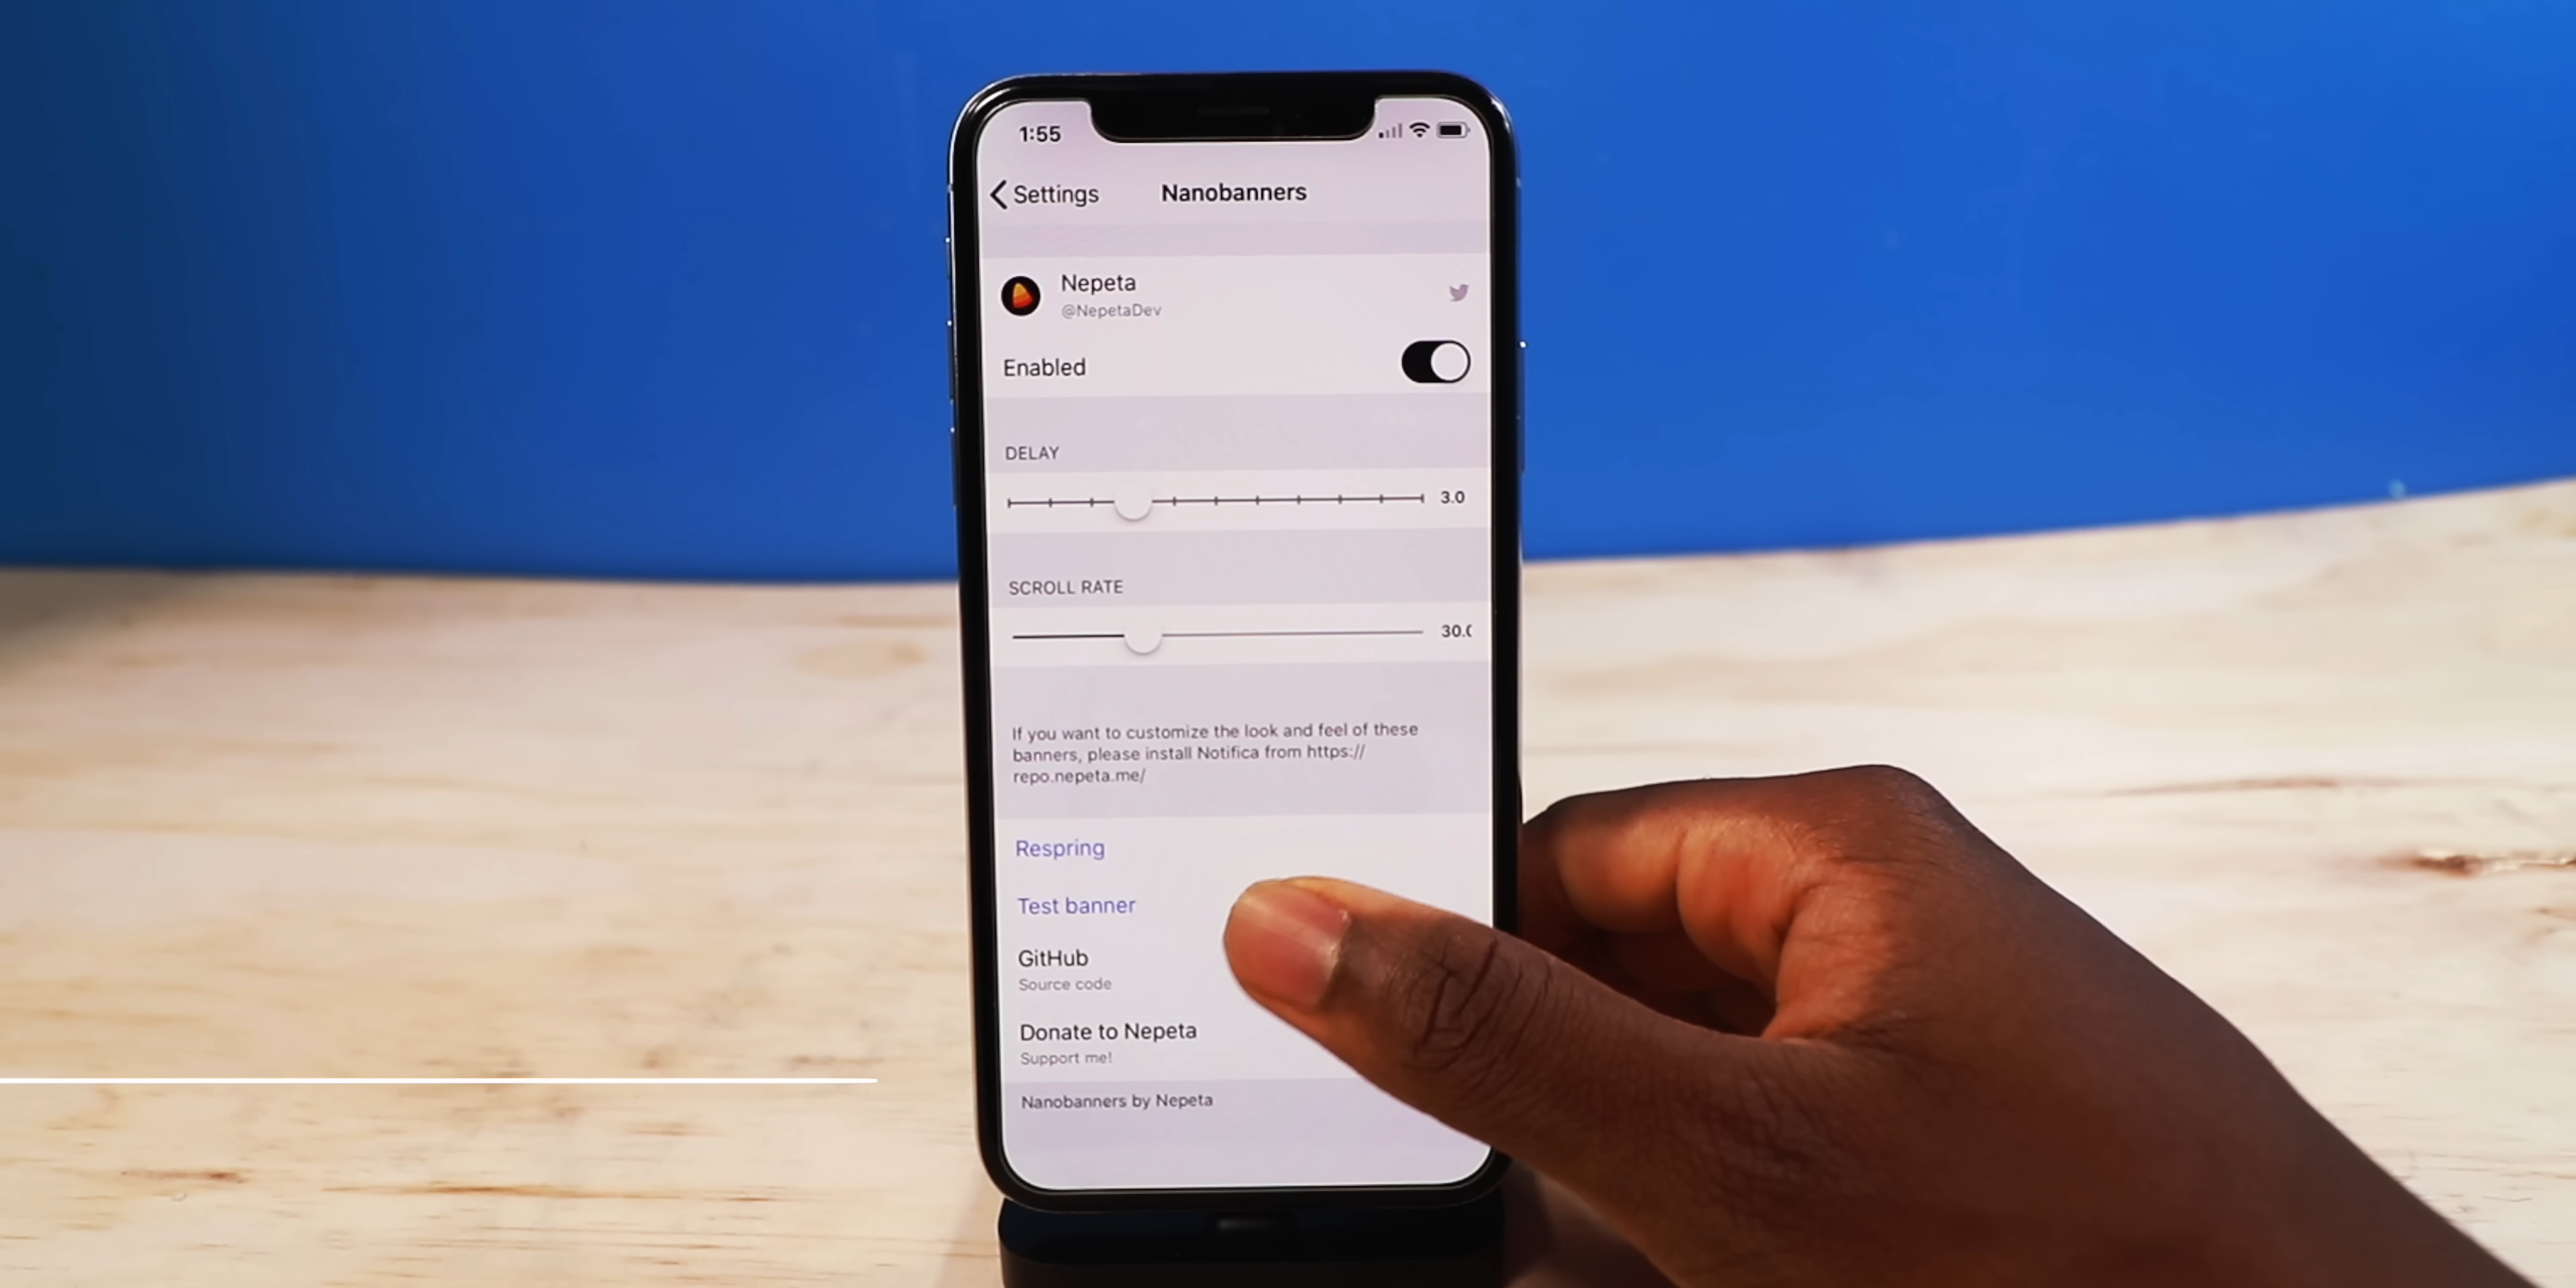 1:55
Settings
Nanobanners
Nepeta
@NepetaDev
Enabled
DELAY
3.0
SCROLL RATE
30.(
If you want to customize the look and feel of these
banners, please install Notifica from https://
repo.nepeta.me/
Respring
Test banner
GitHub
Source code
Donate to Nepeta
Support me!
Nanobanners by Nepeta